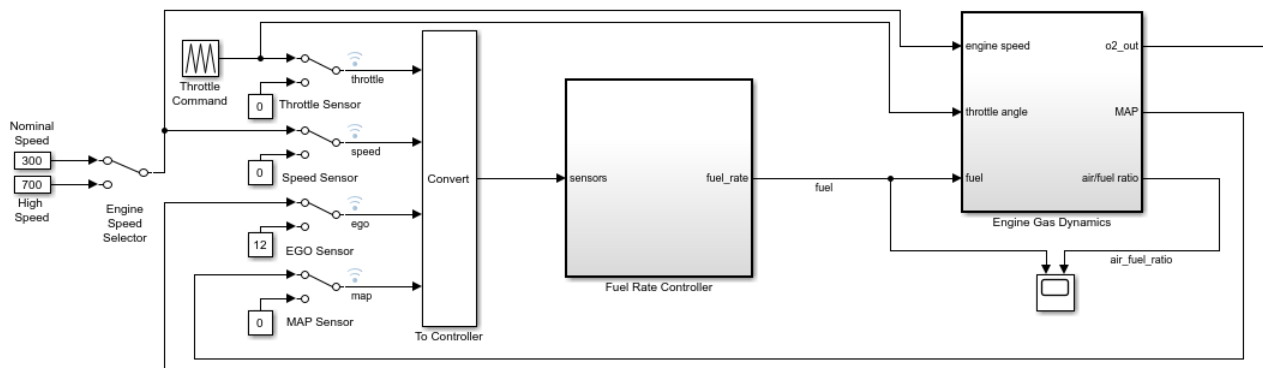 engine speed
o2_out
Throttle
Command
throttle
0
Throttle Sensor
throttle angle
MAP
Nominal
Speed
300
700
High
Speed
Engine
Speed
Selector
speed
0
Speed Sensor
Convert
sensors
fuel_rate
fuel
fuel
air/fuel ratio
Engine Gas Dynamics
ego
12
EGO Sensor
air_fuel_ratio
map
0
MAP Sensor
To Controller
Fuel Rate Controller